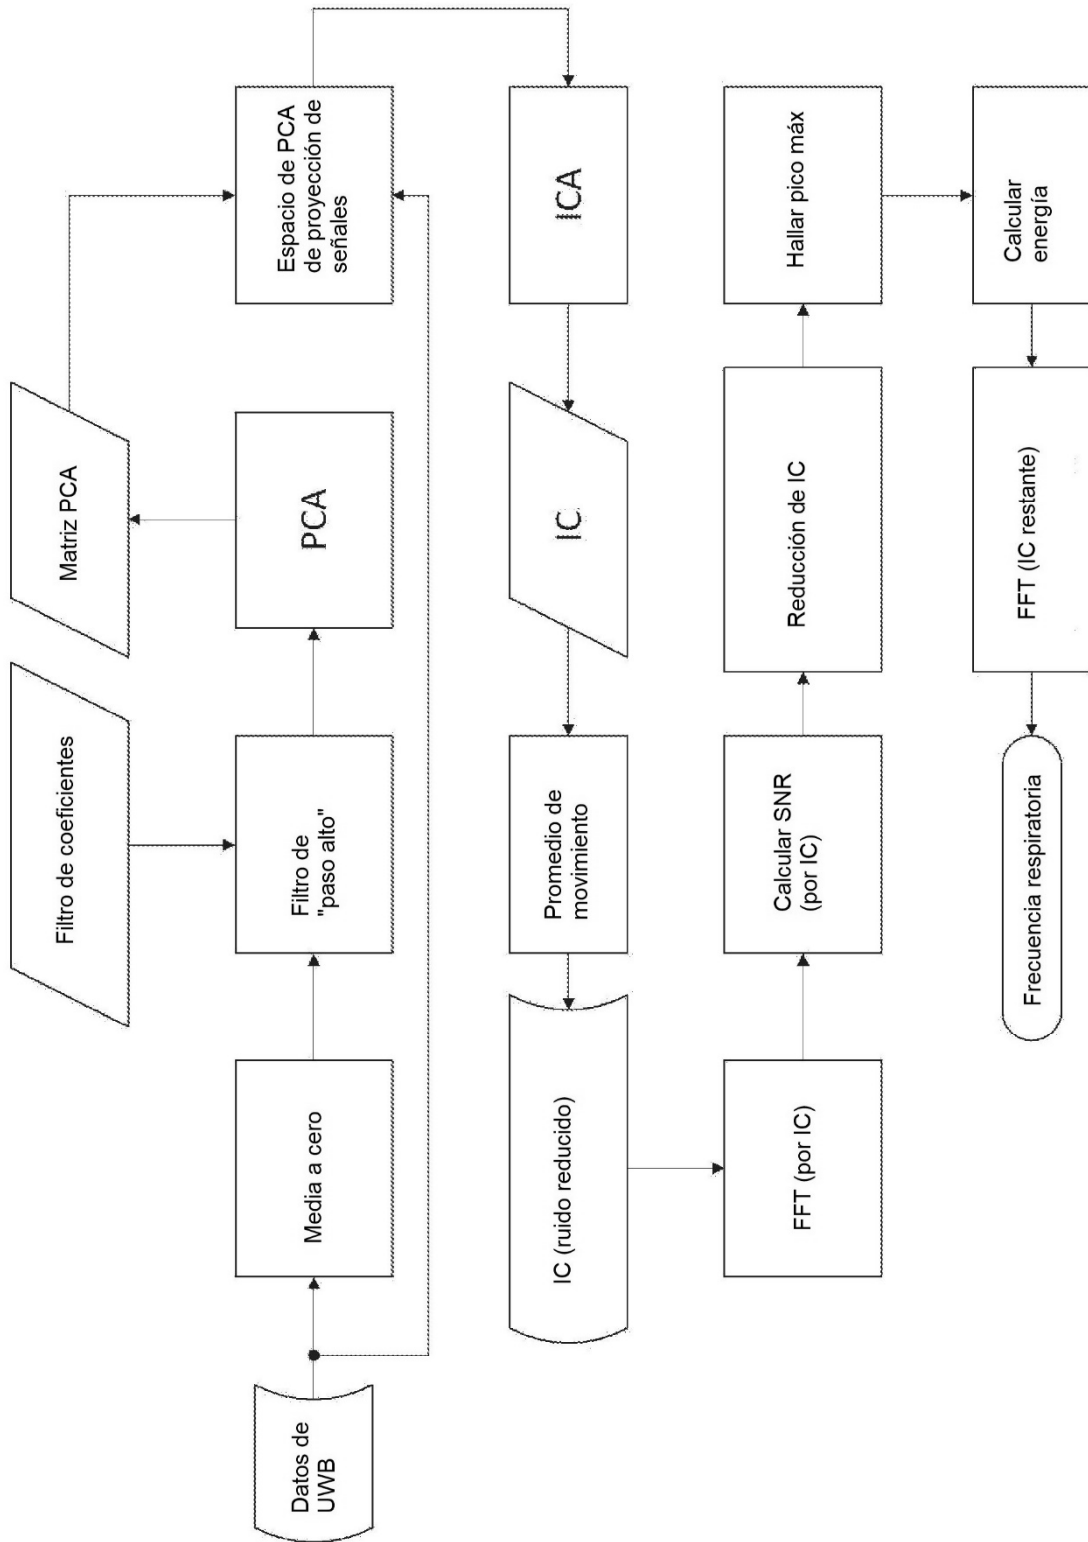 Datos de
UWB
Media a cero
Filtro de coeficientes
Filtro de
"paso alto"
PCA
Matriz PCA
Espacio de PCA
de proyección de
señales
ICA
IC
Promedio de
movimiento
IC (ruido reducido)
FFT (por IC)
Calcular SNR
(por IC)
Reducción de IC
Hallar pico máx
Calcular
energía
FFT (IC restante)
Frecuencia respiratoria